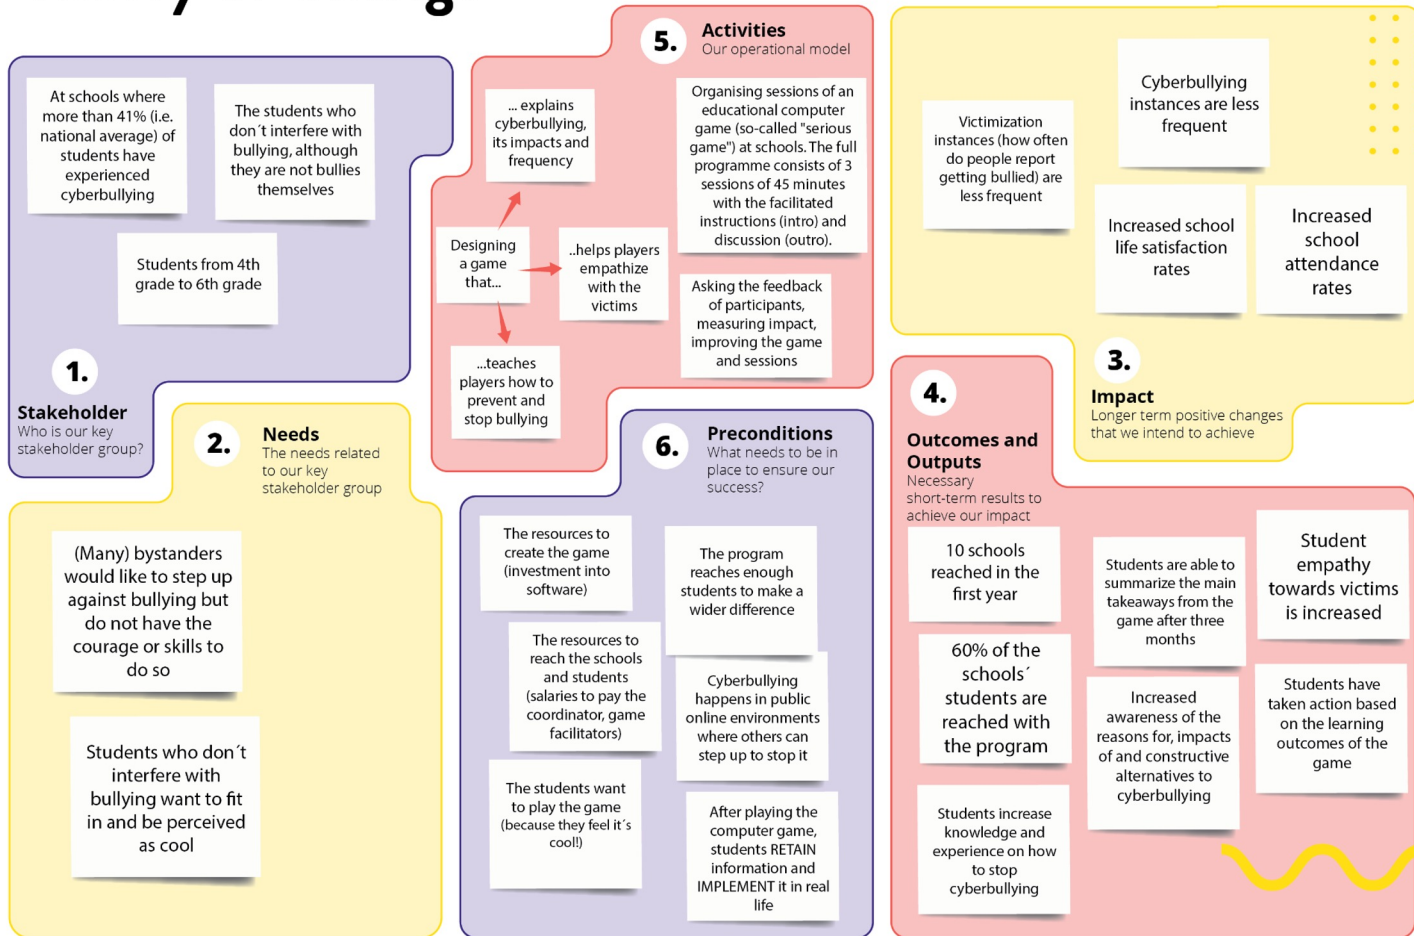 At schools where
more than 41% (i.e.
national average) of
students have
experienced
cyberbullying
The students who
don´t interfere with
bullying, although
they are not bullies
themselves
Students from 4th
grade to 6th grade
1.
Stakeholder
Who is our key
stakeholder group?
2.
Needs
The needs related
to our key
stakeholder group
(Many) bystanders
would like to step up
against bullying but
do not have the
courage or skills to
do so
Students who don´t
interfere with
bullying want to fit
in and be perceived
as cool
5.
Activities
Our operational model
... explains
cyberbullying,
its impacts and
frequency
Designing
a game
that...
..helps players
empathize
with the
victims
...teaches
players how to
prevent and
stop bullying
Organising sessions of an
educational computer
game (so-called "serious
game") at schools. The full
programme consists of 3
sessions of 45 minutes
with the facilitated
instructions (intro) and
discussion (outro).
Asking the feedback
of participants,
measuring impact,
improving the game
and sessions
6.
Preconditions
What needs to be in
place to ensure our
success?
The resources to
create the game
(investment into
software)
The program
reaches enough
students to make a
wider difference
The resources to
reach the schools
and students
(salaries to pay the
coordinator, game
facilitators)
Cyberbullying
happens in public
online environments
where others can
step up to stop it
The students want
to play the game
(because they feel it´s
cool!)
After playing the
computer game,
students RETAIN
information and
IMPLEMENT it in real
life
Cyberbullying
instances are less
frequent
Victimization
instances (how often
do people report
getting bullied) are
less frequent
Increased school
life satisfaction
rates
Increased
school
attendance
rates
3.
Impact
Longer term positive changes
that we intend to achieve
4.
Outcomes and
Outputs
Necessary
short-term results to
achieve our impact
10 schools
reached in the
first year
Students are able to
summarize the main
takeaways from the
game after three
months
Student
empathy
towards victims
is increased
60% of the
schools´
students are
reached with
the program
Increased
awareness of the
reasons for, impacts
of and constructive
alternatives to
cyberbullying
Students have
taken action based
on the learning
outcomes of the
game
Students increase
knowledge and
experience on how
to stop
cyberbullying